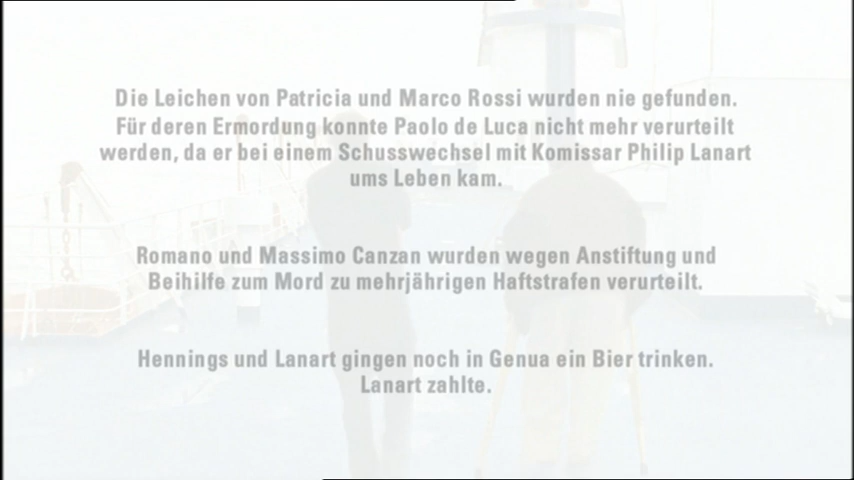 Die Leichen von Patricia und Marco Rossi wurden nie gefunden.
Für deren Ermordung konnte Paolo de Luca nicht mehr verurteilt
werden, da er bei einem Schusswechsel mit Komissar Philip Lanart
ums Leben kam.
Romano und Massimo Canzan wurden wegen Anstiftung und
Beihilfe zum Mord zu mehrjährigen Haftstrafen verurteilt.
Hennings und Lanart gingen noch in Genua ein Bier trinken.
Lanart zahlte.